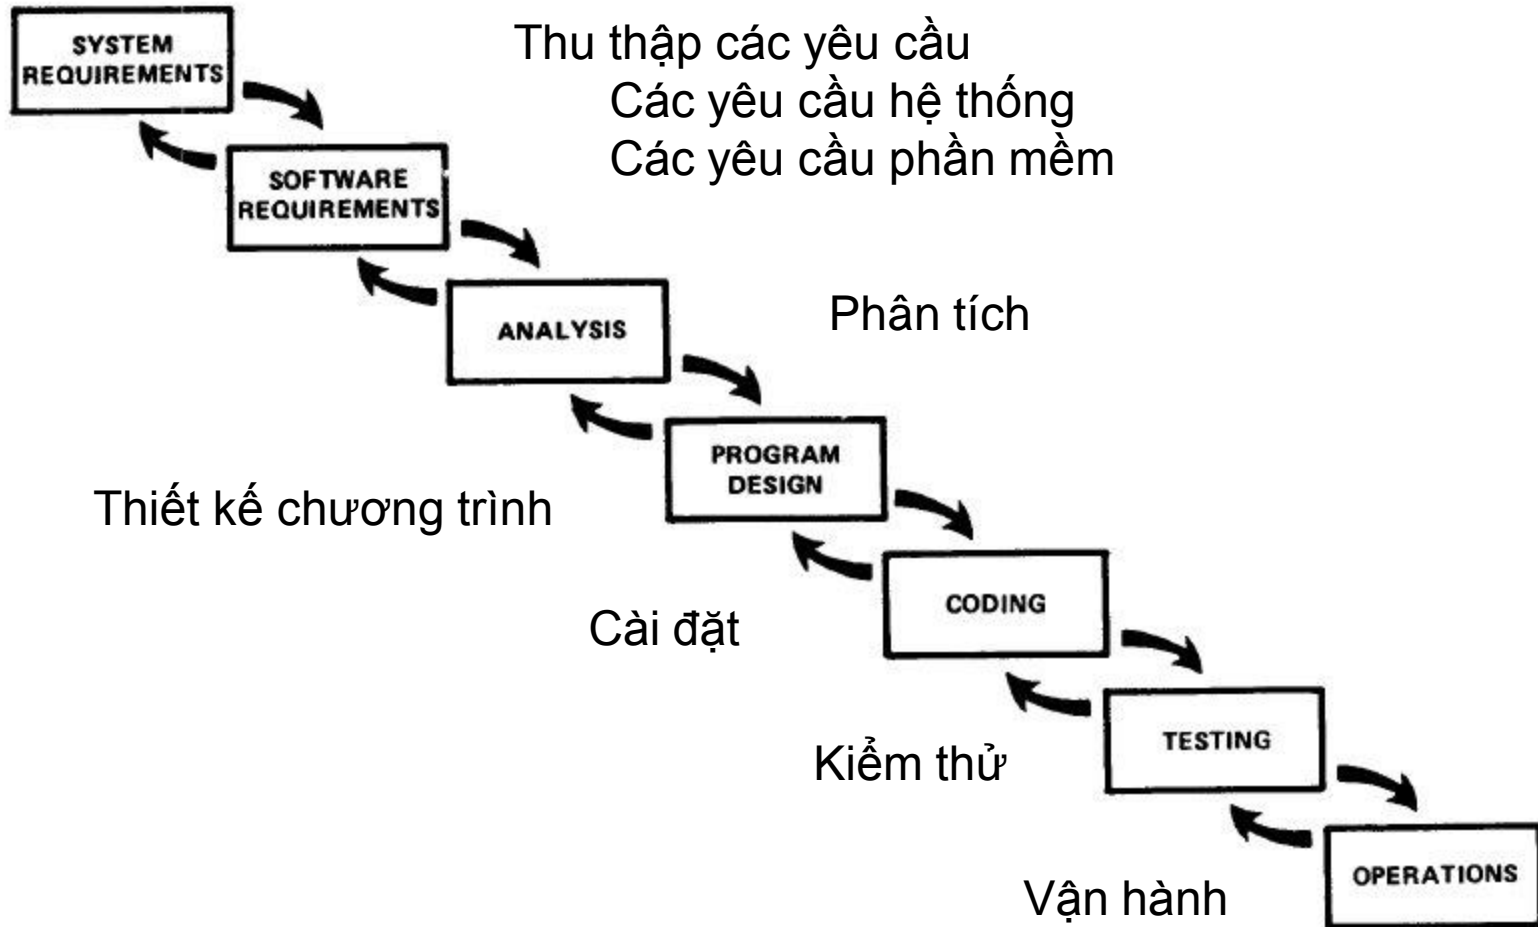 SYSTEM
REQUIREMENTS
Thu thập các yêu cầu
Các yêu cầu hệ thống
Các yêu cầu phần mềm
SOFTWARE
REQUIREMENTS
ANALYSIS
Phân tích
PROGRAM
DESIGN
Thiết kế chương trình
CODING
Cài đặt
TESTING
Kiểm thử
OPERATIONS
Vận hành